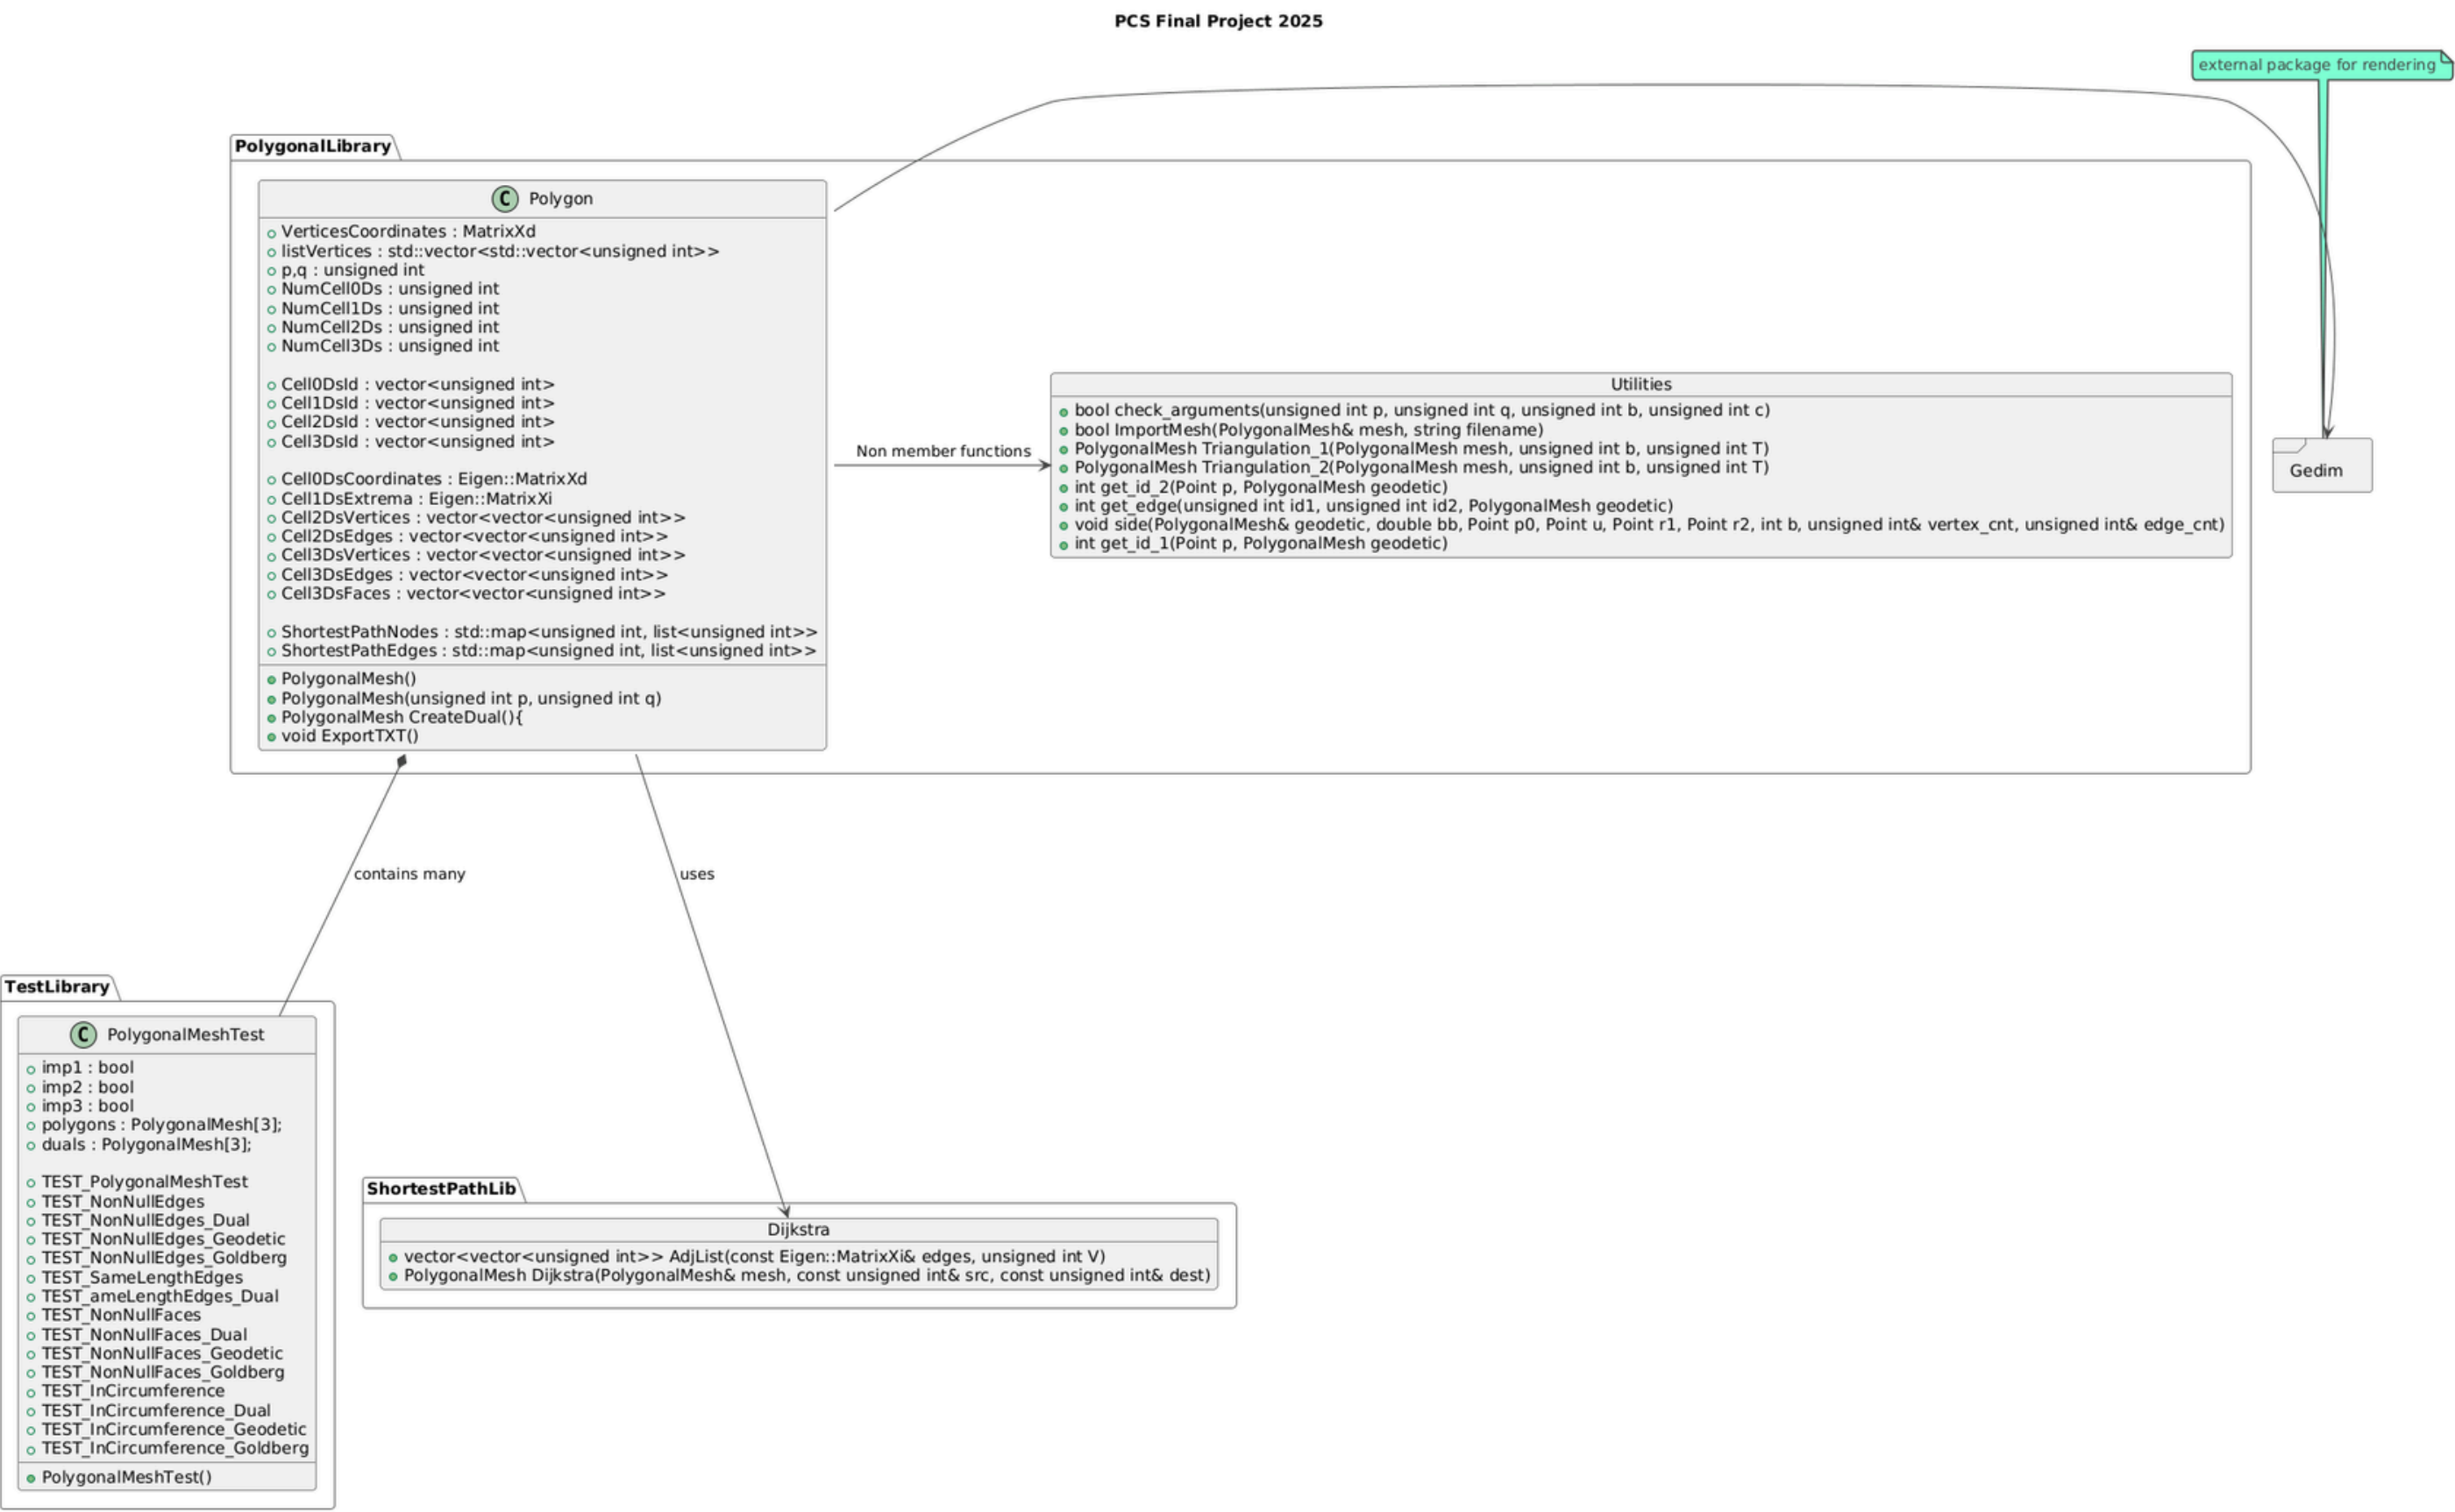 PCS Final Project 2025
external package for rendering
PolygonalLibrary
C Polygon
VerticesCoordinates : MatrixXd
listVertices : std::vector<std::vector<unsigned int>>
p,q : unsigned int
NumCell0Ds : unsigned int
NumCell1Ds : unsigned int
NumCell2Ds : unsigned int
NumCell3Ds : unsigned int
Cell0DsId : vector<unsigned int>
Cell1DsId : vector<unsigned int>
Cell2DsId : vector<unsigned int>
Cell3DsId : vector<unsigned int>
Cell0DsCoordinates : Eigen::MatrixXd
Cell1DsExtrema : Eigen::MatrixXi
Cell2DsVertices : vector<vector<unsigned int>>
Cell2DsEdges : vector<vector<unsigned int>>
Cell3DsVertices : vector<vector<unsigned int>>
Cell3DsEdges : vector<vector<unsigned int>>
Cell3DsFaces : vector<vector<unsigned int>>
ShortestPathNodes : std::map<unsigned int, list<unsigned int>>
ShortestPathEdges : std::map<unsigned int, list<unsigned int>>
PolygonalMesh()
PolygonalMesh(unsigned int p, unsigned int q)
PolygonalMesh CreateDual(){
void ExportTXT()
Non member functions
Utilities
bool check_arguments(unsigned int p, unsigned int q, unsigned int b, unsigned int c)
bool ImportMesh(PolygonalMesh& mesh, string filename)
PolygonalMesh Triangulation_1(PolygonalMesh mesh, unsigned int b, unsigned int T)
PolygonalMesh Triangulation_2(PolygonalMesh mesh, unsigned int b, unsigned int T)
int get_id_2(Point p, PolygonalMesh geodetic)
int get_edge(unsigned int id1, unsigned int id2, PolygonalMesh geodetic)
void side(PolygonalMesh& geodetic, double bb, Point p0, Point u, Point r1, Point r2, int b, unsigned int& vertex_cnt, unsigned int& edge_cnt)
int get_id_1(Point p, PolygonalMesh geodetic)
Gedim
contains many
uses
TestLibrary
C PolygonalMeshTest
imp1 : bool
imp2 : bool
imp3 : bool
polygons : PolygonalMesh[3];
duals : PolygonalMesh[3];
TEST_PolygonalMeshTest
TEST_NonNullEdges
TEST_NonNullEdges_Dual
TEST_NonNullEdges_Geodetic
TEST_NonNullEdges_Goldberg
TEST_SameLengthEdges
TEST_ameLengthEdges_Dual
TEST_NonNullFaces
TEST_NonNullFaces_Dual
TEST_NonNullFaces_Geodetic
TEST_NonNullFaces_Goldberg
TEST_InCircumference
TEST_InCircumference_Dual
TEST_InCircumference_Geodetic
TEST_InCircumference_Goldberg
PolygonalMeshTest()
ShortestPathLib
Dijkstra
vector<vector<unsigned int>> AdjList(const Eigen::MatrixXi& edges, unsigned int V)
PolygonalMesh Dijkstra(PolygonalMesh& mesh, const unsigned int& src, const unsigned int& dest)